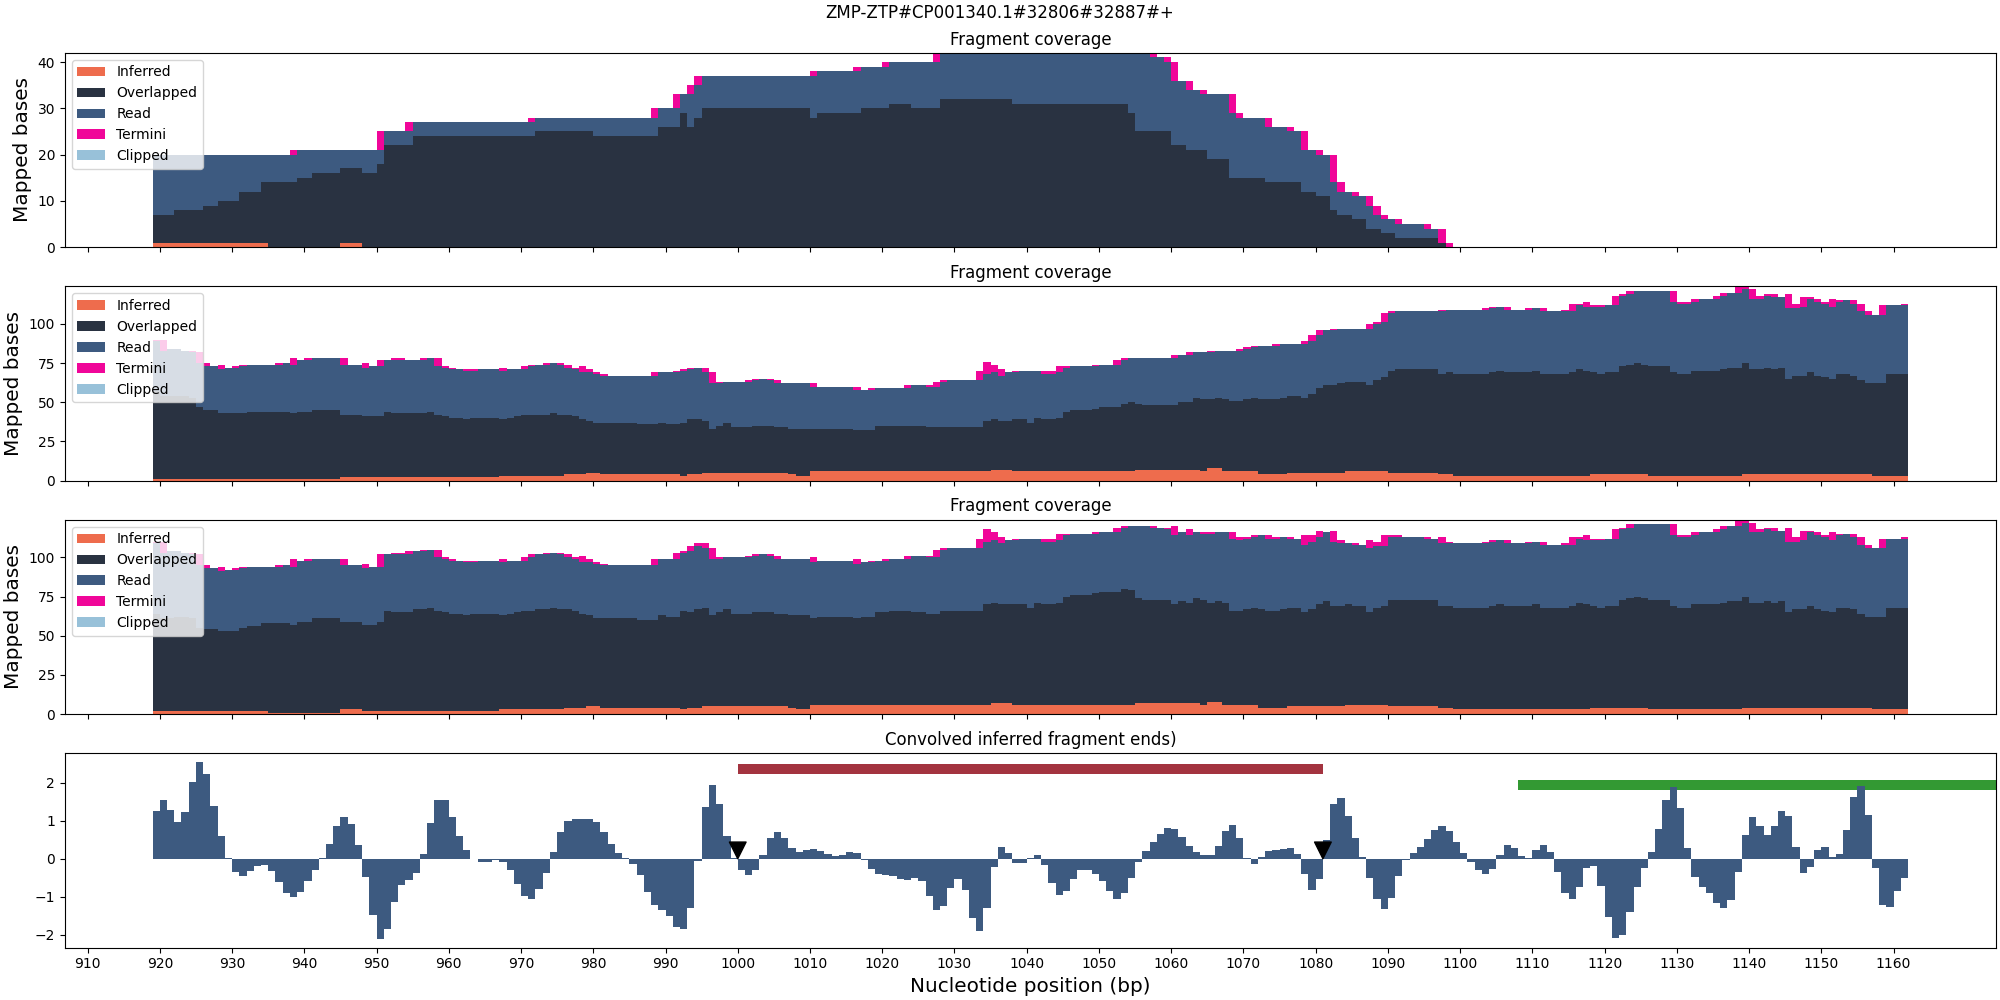 ZMP-ZTP#CP001340.1#32806#32887#+
Fragment coverage
Mapped bases
40
30
20
10
0
Inferred
Overlapped
Read
Termini
Clipped
Fragment coverage
Mapped bases
100
75
50
25
0
Inferred
Overlapped
Read
Termini
Clipped
Fragment coverage
Mapped bases
100
75
50
25
0
Inferred
Overlapped
Read
Termini
Clipped
Convolved inferred fragment ends)
2
1
0
−1
−2
910 920 930 940 950 960 970 980 990 1000 1010 1020 1030 1040 1050 1060 1070 1080 1090 1100 1110 1120 1130 1140 1150 1160
Nucleotide position (bp)